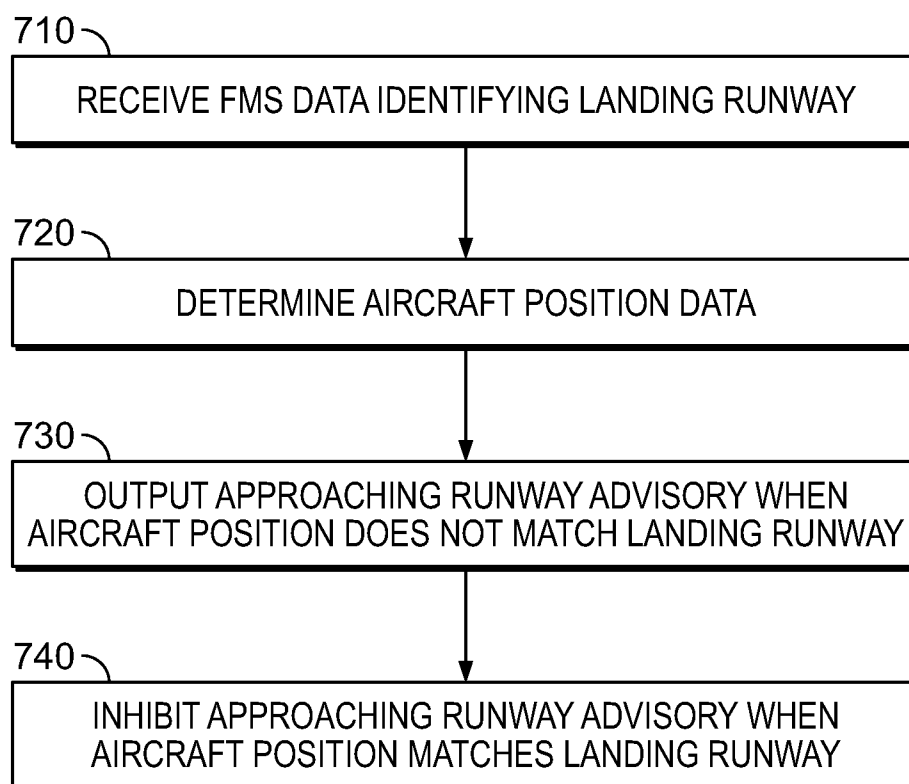 710
RECEIVE FMS DATA IDENTIFYING LANDING RUNWAY
720
DETERMINE AIRCRAFT POSITION DATA
730
OUTPUT APPROACHING RUNWAY ADVISORY WHEN
AIRCRAFT POSITION DOES NOT MATCH LANDING RUNWAY
740
INHIBIT APPROACHING RUNWAY ADVISORY WHEN
AIRCRAFT POSITION MATCHES LANDING RUNWAY